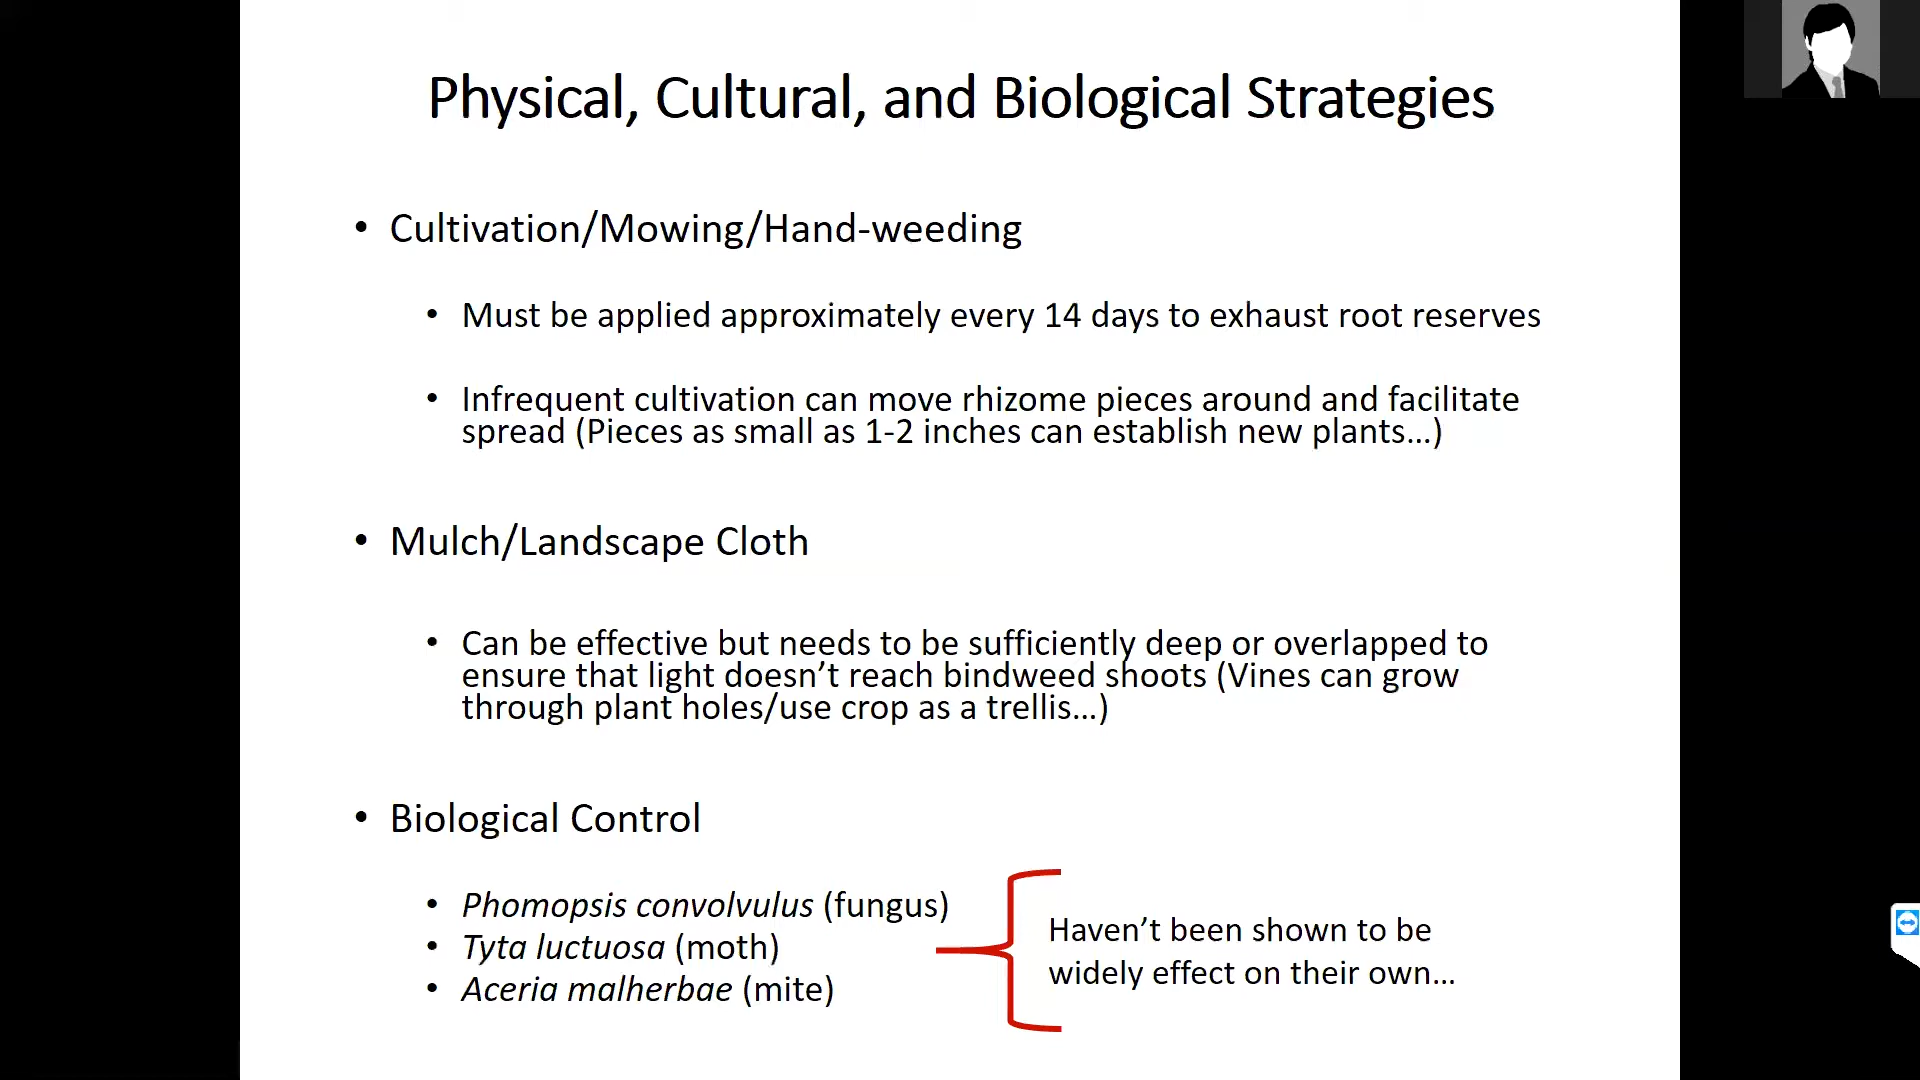 Physical, Cultural, and Biological Strategies
• Cultivation/Mowing/Hand-weeding
• Must be applied approximately every 14 days to exhaust root reserves
• Infrequent cultivation can move rhizome pieces around and facilitate
spread (Pieces as small as 1-2 inches can establish new plants…)
• Mulch/Landscape Cloth
• Can be effective but needs to be sufficiently deep or overlapped to
ensure that light doesn’t reach bindweed shoots (Vines can grow
through plant holes/use crop as a trellis…)
• Biological Control
• Phomopsis convolvulus (fungus)
• Tyta luctuosa (moth)
• Aceria malherbae (mite)
Haven’t been shown to be
widely effect on their own…